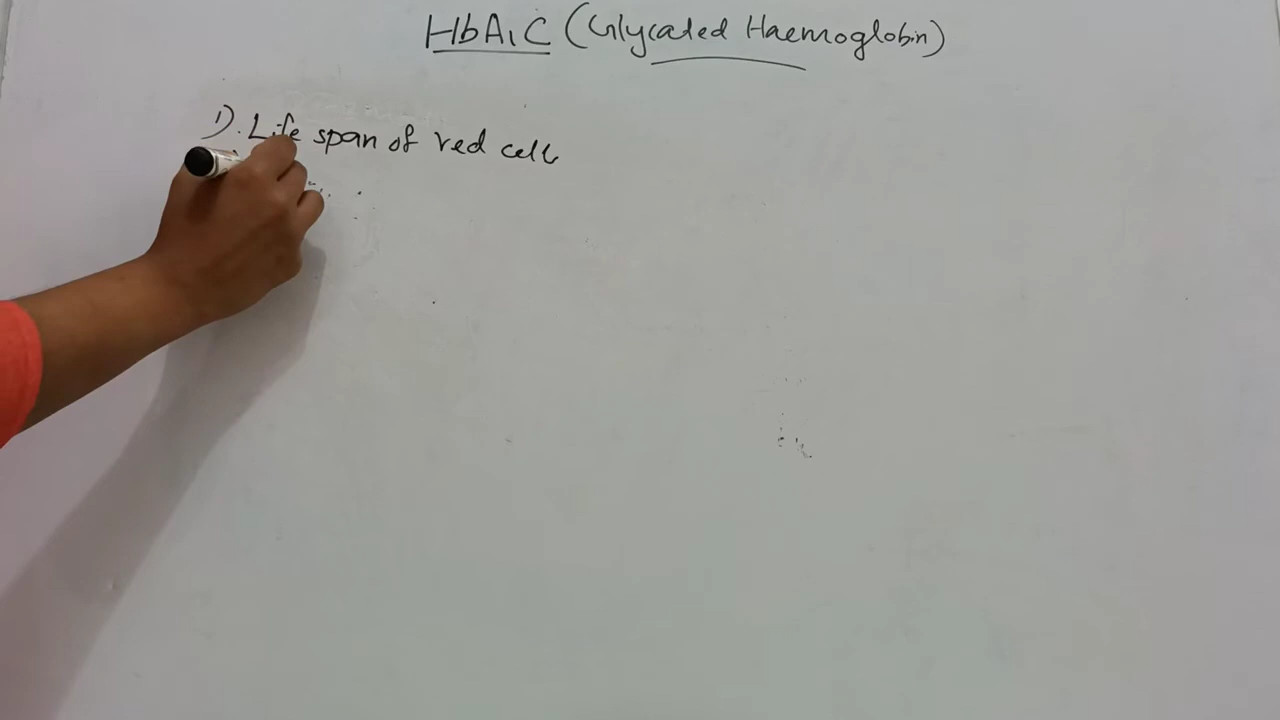 HbA1C (Glycated Haemoglobin)
1). Life span of red cell